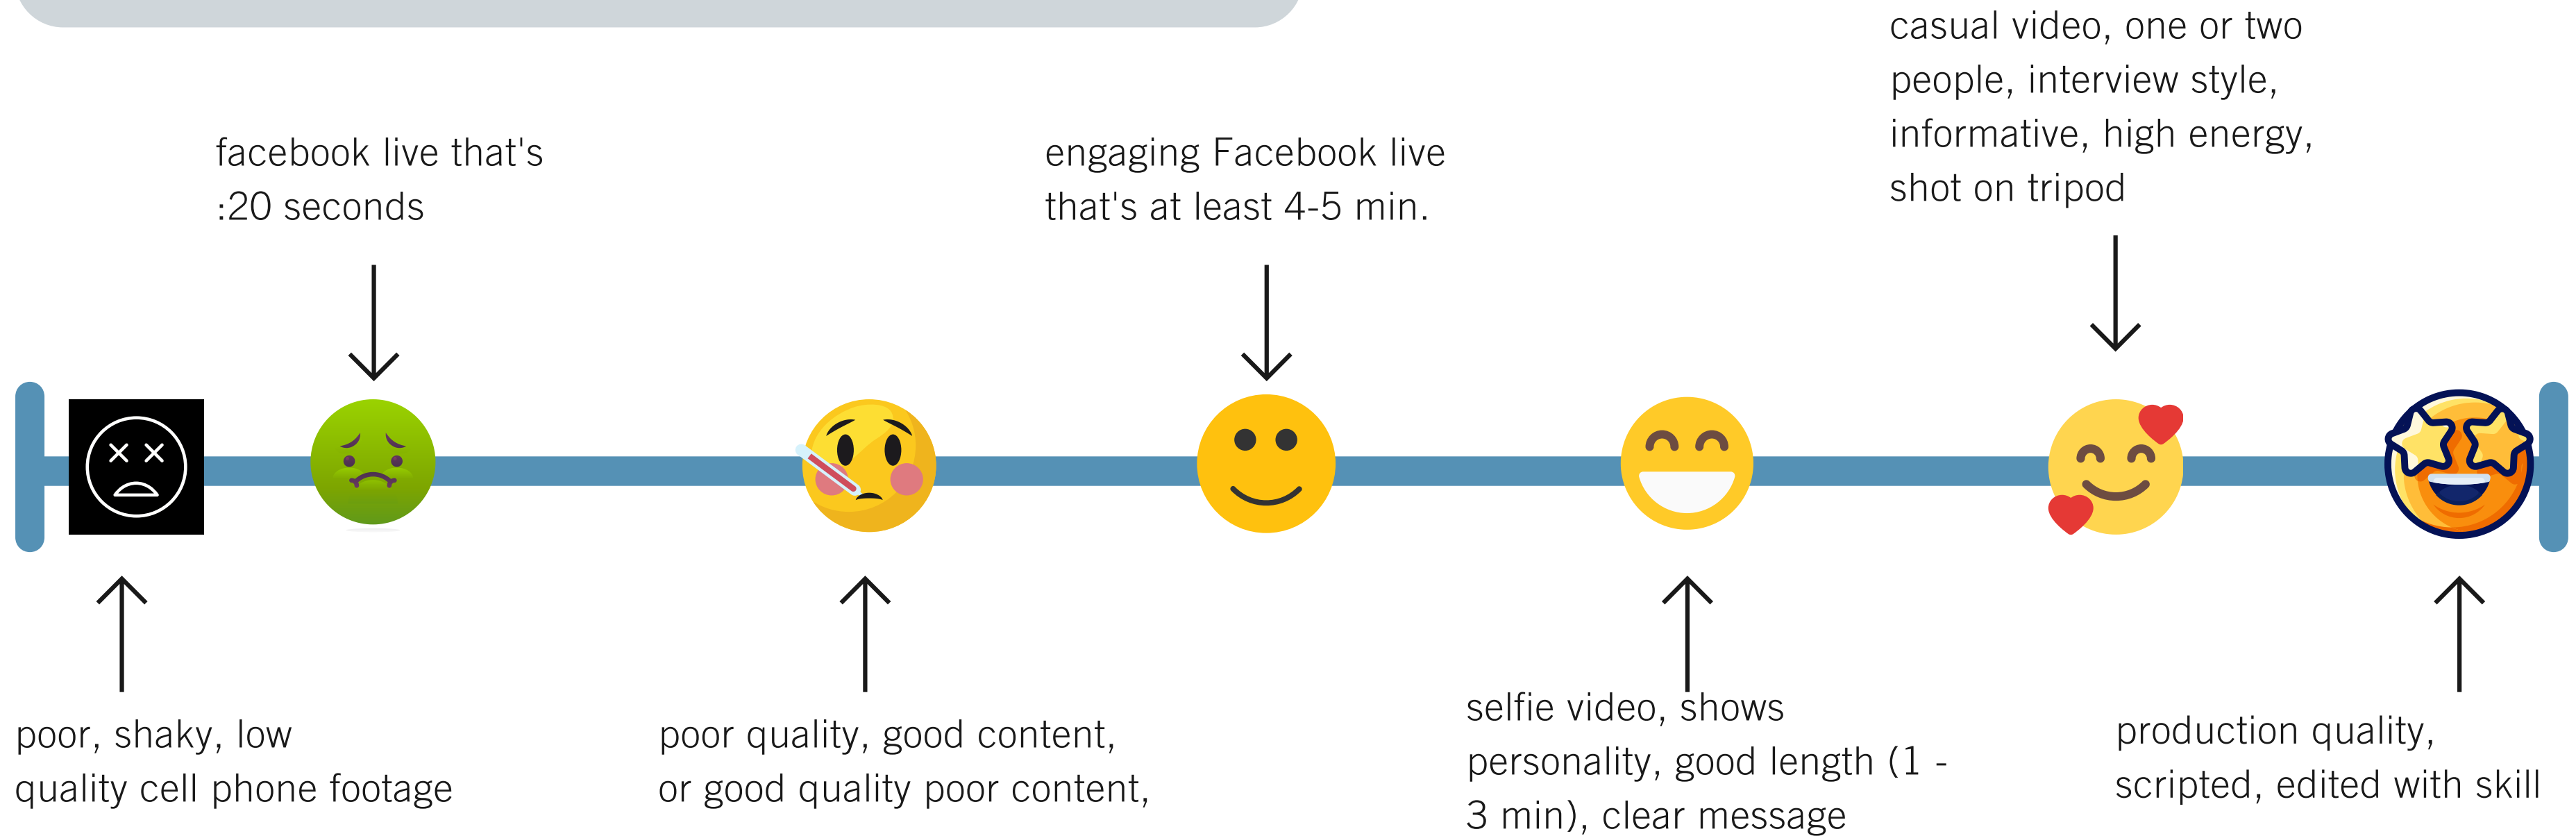 casual video, one or two
people, interview style,
informative, high energy,
shot on tripod
facebook live that's
:20 seconds
engaging Facebook live
that's at least 4-5 min.
poor, shaky, low
quality cell phone footage
poor quality, good content,
or good quality poor content,
selfie video, shows
personality, good length (1 -
3 min), clear message
production quality,
scripted, edited with skill